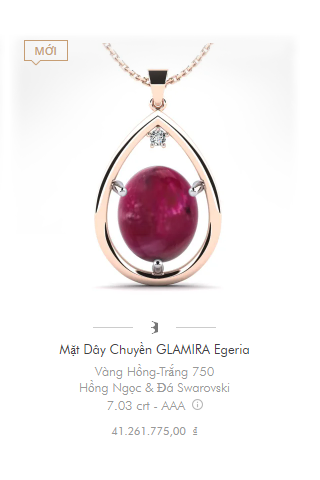 MỚI
Mặt Dây Chuyền GLAMIRA Egeria
Vàng Hồng-Trắng 750
Hồng Ngọc & Đá Swarovski
7.03 crt - AAA
41.261.775,00 ₫